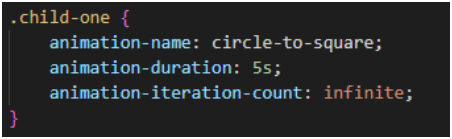 .child-one {
    animation-name: circle-to-square;
    animation-duration: 5s;
    animation-iteration-count: infinite;
}